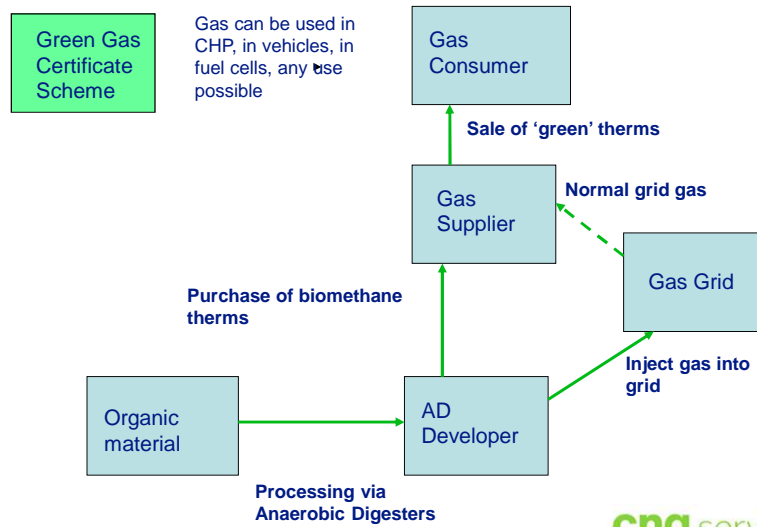 Green Gas
Certificate
Scheme
Gas can be used in
CHP, in vehicles, in
fuel cells, any use
possible
Gas
Consumer
Sale of ‘green’ therms
Gas
Supplier
Normal grid gas
Gas Grid
Purchase of biomethane
therms
Inject gas into
grid
Organic
material
AD
Developer
Processing via
Anaerobic Digesters